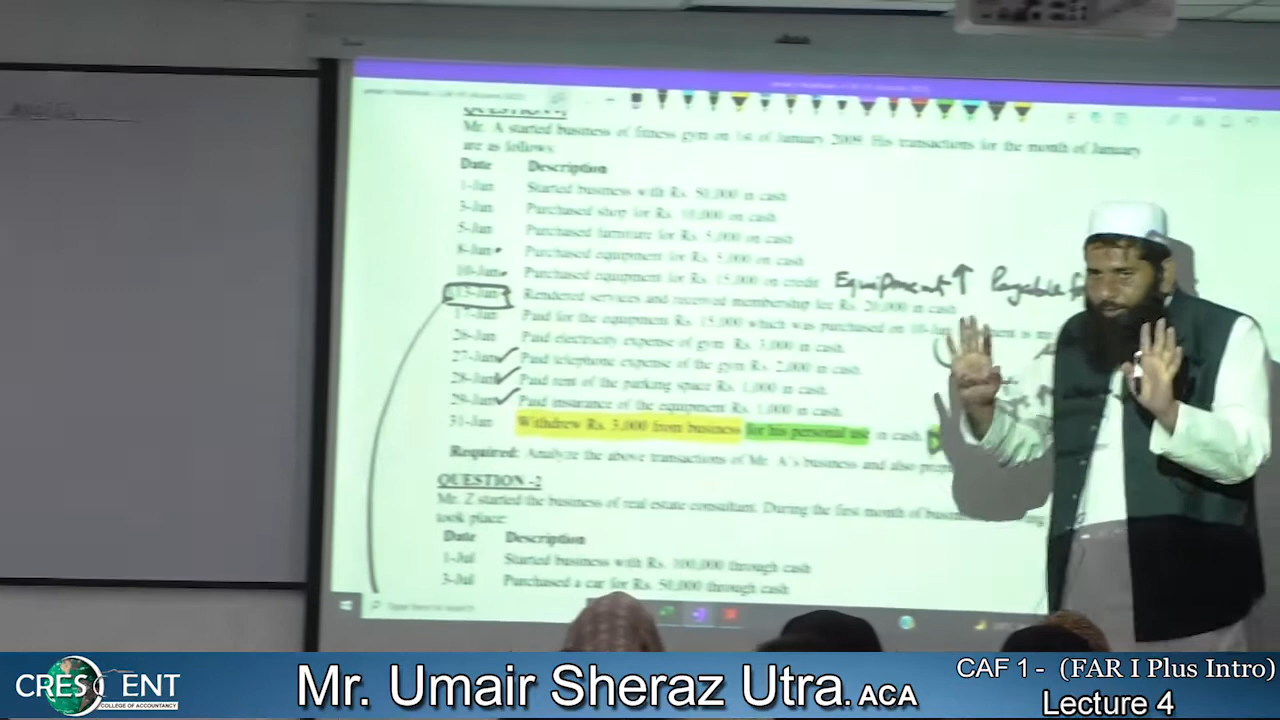 QUESTION-1
Mr. A started business of fitness gym on 1st of January 2009. His transactions for the month of January
are as follows:
Date Description
1-Jan Started business with Rs. 50,000 in cash
3-Jan Purchased shop for Rs. 10,000 on cash
5-Jan Purchased furniture for Rs. 5,000 on cash
8-Jan Purchased equipment for Rs. 5,000 on cash
10-Jan Purchased equipment for Rs. 15,000 on credit. Equipment ↑ Payable
13-Jan Rendered services and received membership fee Rs. 20,000 in cash
17-Jan Paid for the equipment Rs. 15,000 which was purchased on 10-Jan
26-Jan Paid electricity expense of gym Rs. 3,000 in cash.
27-Jan Paid telephone expense of the gym Rs. 2,000 in cash.
28-Jan Paid rent of the parking space Rs. 1,000 in cash.
29-Jan Paid insurance of the equipment Rs. 1,000 in cash.
31-Jan Withdrew Rs. 3,000 from business for his personal use in cash.
Required: Analyze the above transactions of Mr. A's business and also
QUESTION -2
Mr. Z started the business of real estate consultant. During the first month of
took place:
Date Description
1-Jul Started business with Rs. 100,000 through cash
3-Jul Purchased a car for Rs. 50,000 through cash
Type here to search
CRESCENT
COLLEGE OF ACCOUNTANCY
Mr. Umair Sheraz Utra. ACA
CAF 1 - (FAR I Plus Intro)
Lecture 4